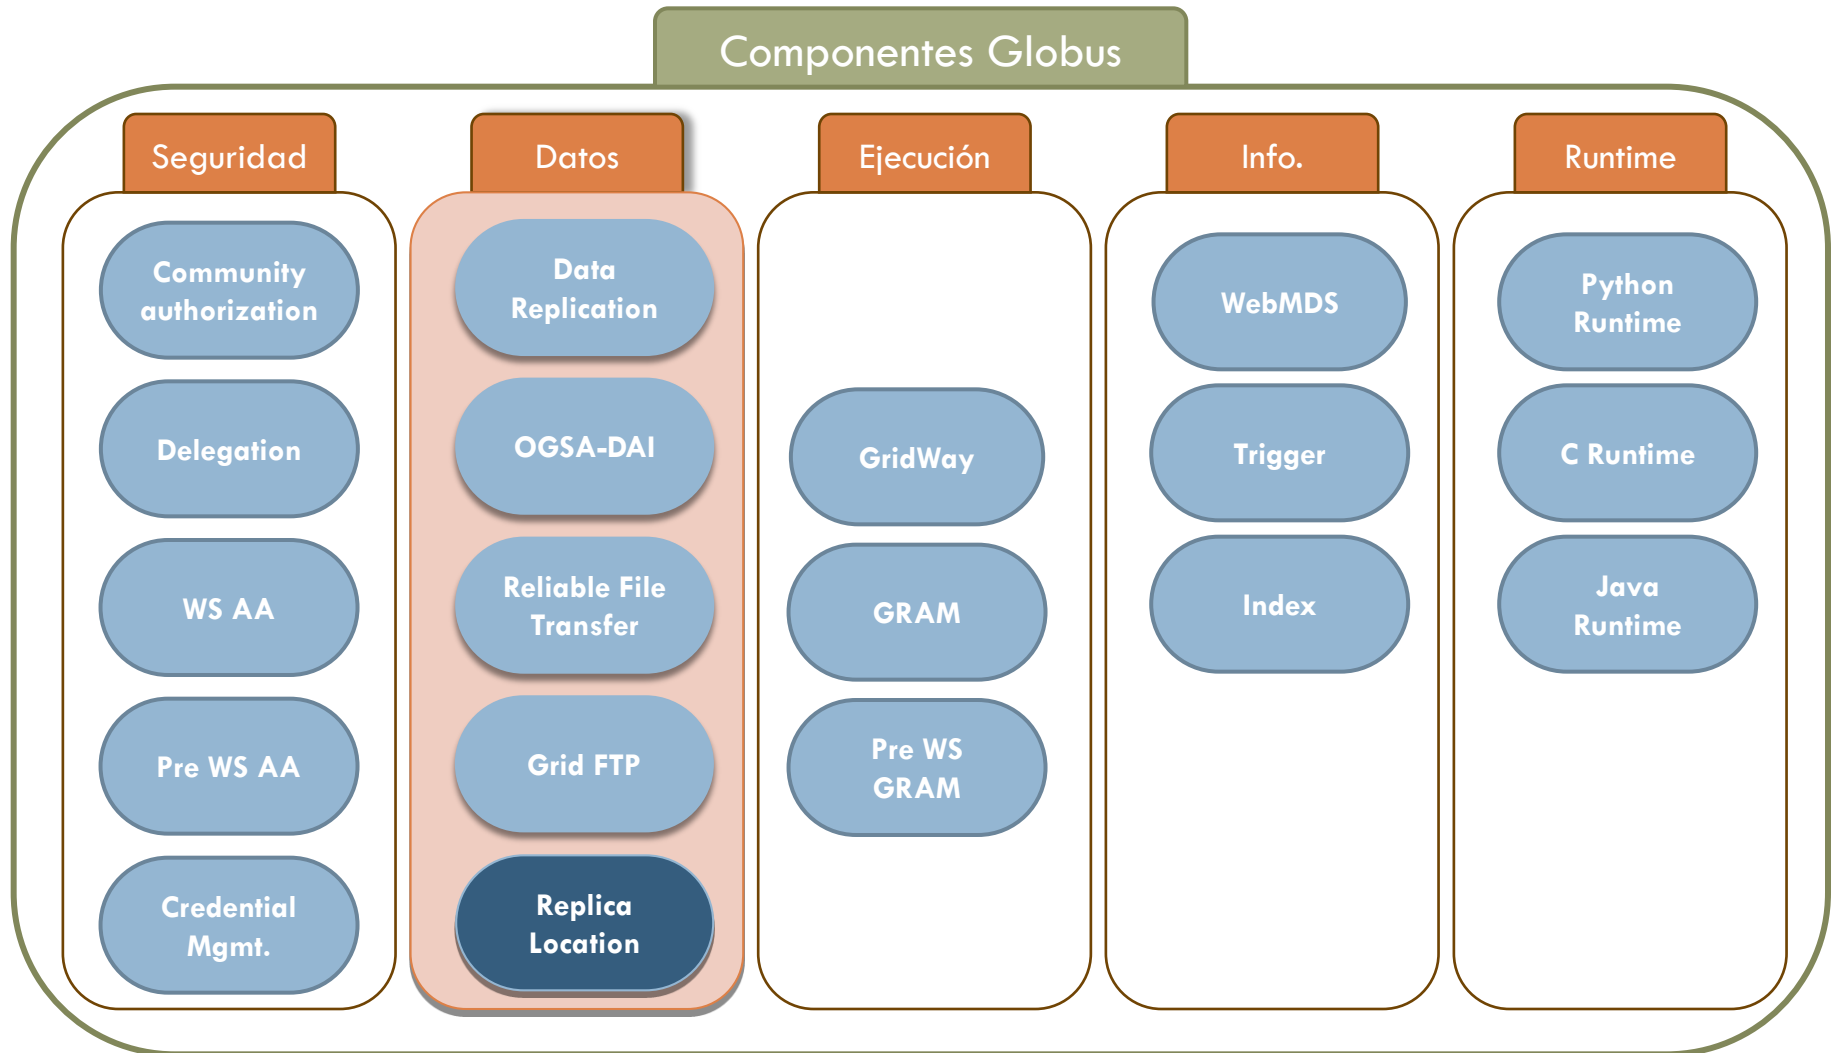 Componentes Globus
Seguridad
Community
authorization
Delegation
WS AA
Pre WS AA
Credential
Mgmt.
Datos
Data
Replication
OGSA-DAI
Reliable File
Transfer
Grid FTP
Replica
Location
Ejecución
GridWay
GRAM
Pre WS
GRAM
Info.
WebMDS
Trigger
Index
Runtime
Python
Runtime
C Runtime
Java
Runtime